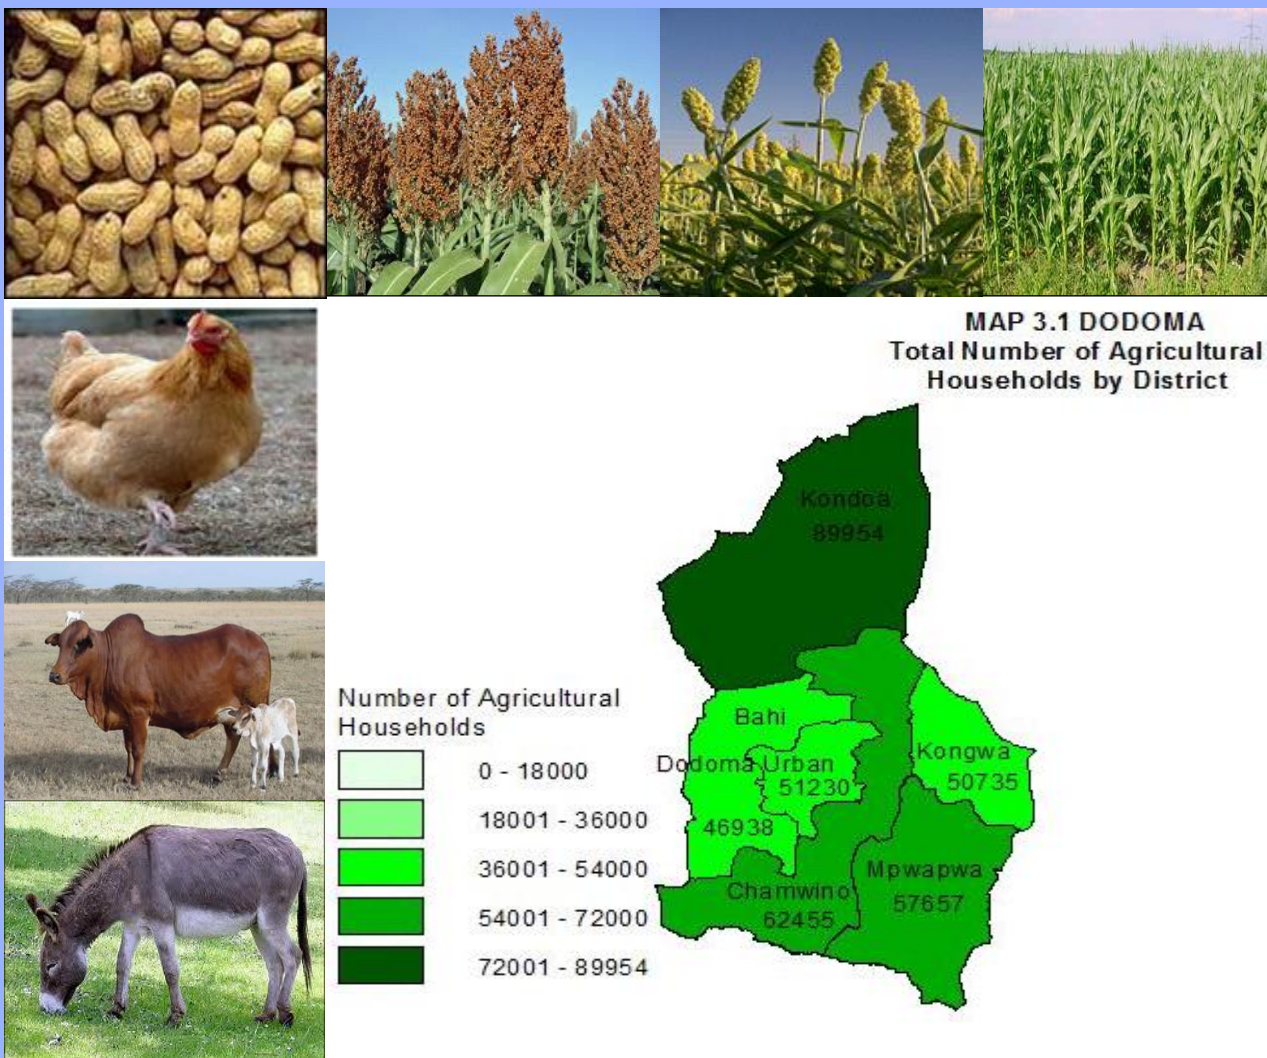 MAP 3.1 DODOMA
Total Number of Agricultural
Households by District
Kondoa
89954
Bahi
Dodoma Urban
51230
46938
Kongwa
50735
Mpwapwa
57657
Chamwino
62455
Number of Agricultural
Households
0 - 18000
18001 - 36000
36001 - 54000
54001 - 72000
72001 - 89954